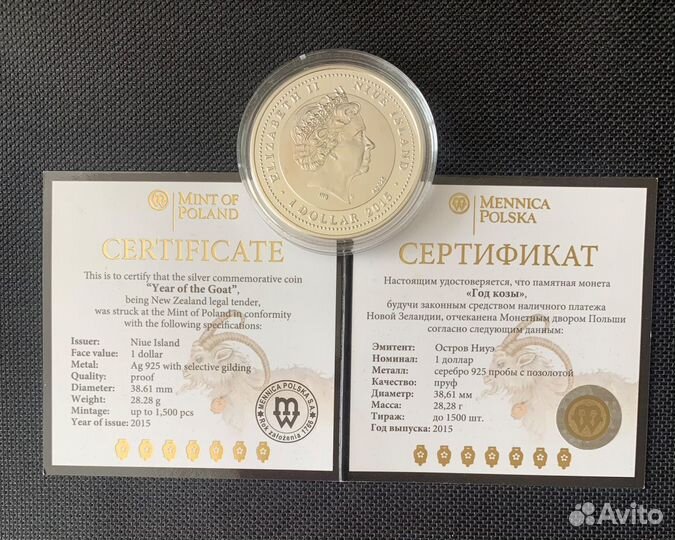 ELIZABETH II NIUE ISLAND
1 DOLLAR 2015
MINT OF
POLAND
CERTIFICATE
This is to certify that the silver commemorative coin
“Year of the Goat”,
being New Zealand legal tender,
was struck at the Mint of Poland in conformity
with the following specifications:
Issuer: Niue Island
Face value: 1 dollar
Metal: Ag 925 with selective gilding
Quality: proof
Diameter: 38.61 mm
Weight: 28.28 g
Mintage: up to 1,500 pcs
Year of issue: 2015
MENNICA POLSKA S.A.
Rok założenia 1766
MENNICA
POLSKA
СЕРТИФИКАТ
Настоящим удостоверяется, что памятная монета
«Год козы»,
будучи законным средством наличного платежа
Новой Зеландии, отчеканена Монетным двором Польши
согласно следующим данным:
Эмитент: Остров Ниуэ
Номинал: 1 доллар
Металл: серебро 925 пробы с позолотой
Качество: пруф
Диаметр: 38,61 мм
Масса: 28,28 г
Тираж: до 1500 шт.
Год выпуска: 2015
Avito